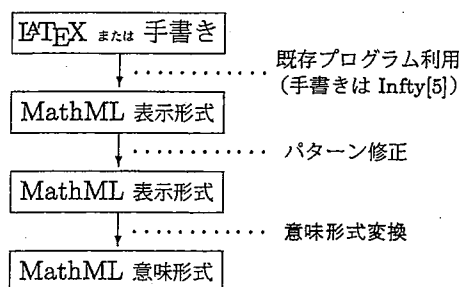 LATEX または 手書き
既存プログラム利用
(手書きは Infty[5])
MathML 表示形式
パターン修正
MathML 表示形式
意味形式変換
MathML 意味形式